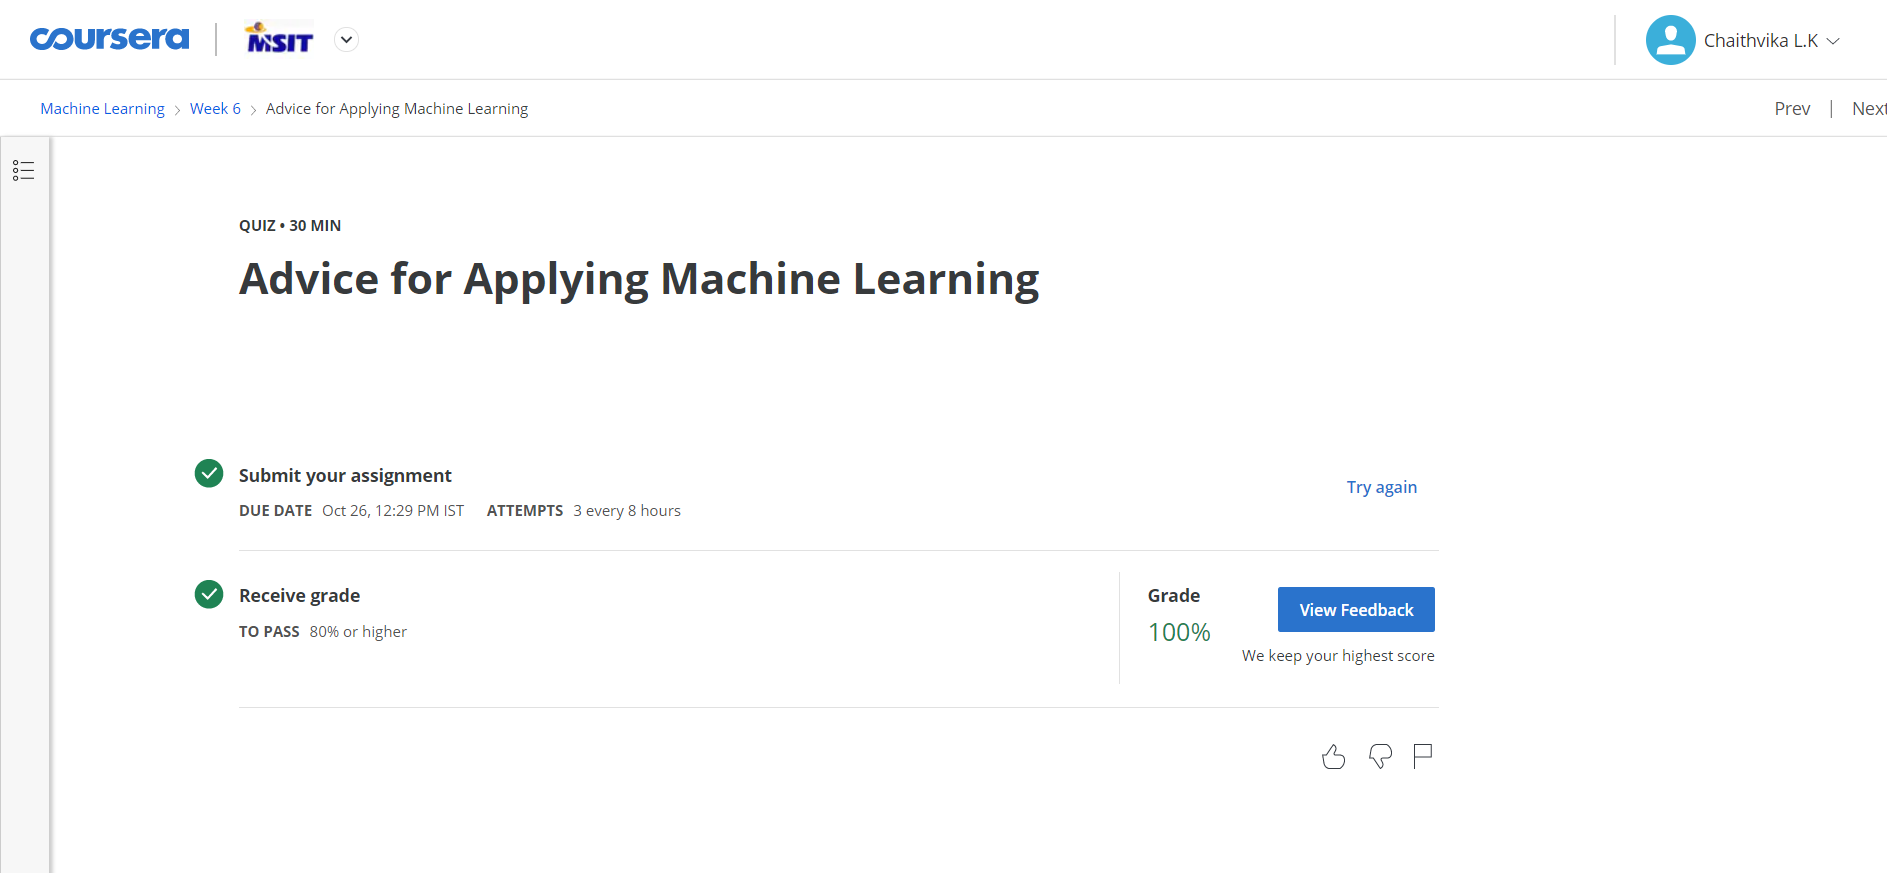 coursera
MSIT
Chaithvika L.K
Machine Learning > Week 6 > Advice for Applying Machine Learning
Prev | Next
QUIZ • 30 MIN
Advice for Applying Machine Learning
Submit your assignment
DUE DATE Oct 26, 12:29 PM IST ATTEMPTS 3 every 8 hours
Try again
Receive grade
TO PASS 80% or higher
Grade
100%
View Feedback
We keep your highest score